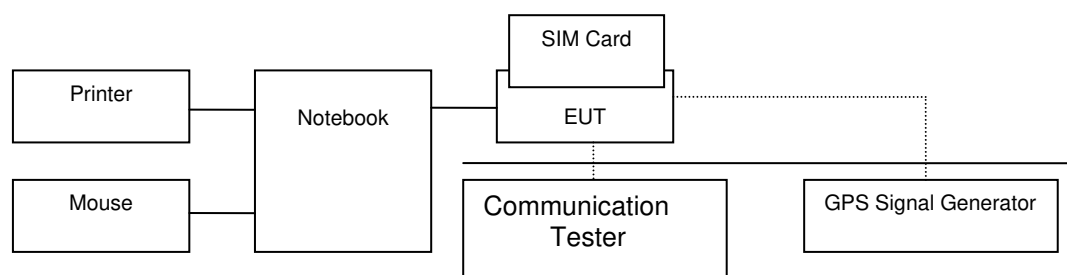 SIM Card
Printer
Notebook
EUT
Mouse
Communication
Tester
GPS Signal Generator